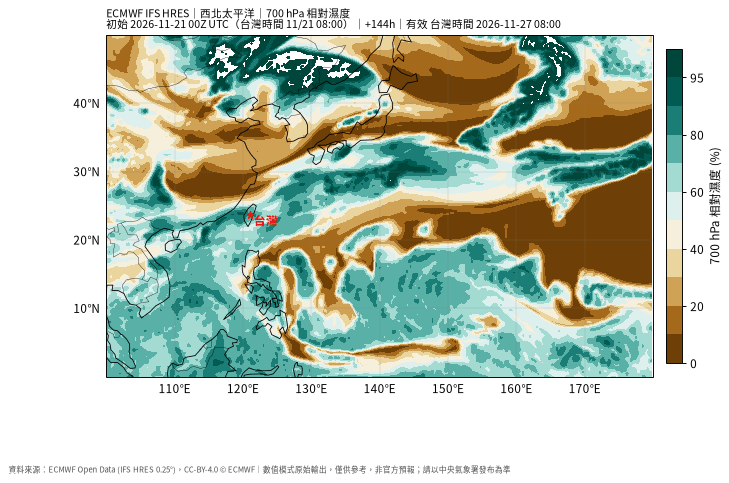 ECMWF IFS HRES｜西北太平洋｜700 hPa 相對濕度
初始 2026-11-21 00Z UTC（台灣時間 11/21 08:00）｜+144h｜有效 台灣時間 2026-11-27 08:00
40°N
30°N
20°N
10°N
台灣
110°E
120°E
130°E
140°E
150°E
160°E
170°E
95
80
60
40
20
0
700 hPa 相對濕度 (%)
資料來源：ECMWF Open Data (IFS HRES 0.25°)，CC-BY-4.0 © ECMWF｜數值模式原始輸出，僅供參考，非官方預報；請以中央氣象署發布為準